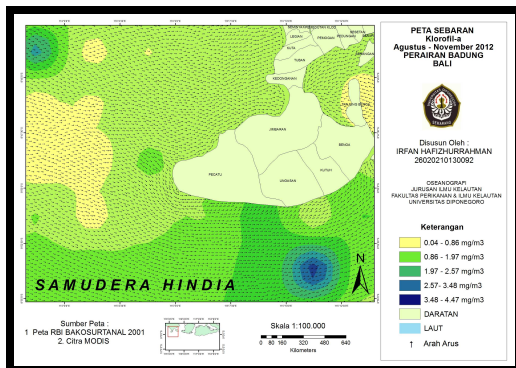 PETA SEBARAN
Klorofil-a
Agustus - November 2012
PERAIRAN BADUNG
BALI
Disusun Oleh :
IRFAN HAFIZHURRAHMAN
26020210130092
OSEANOGRAFI
JURUSAN ILMU KELAUTAN
FAKULTAS PERIKANAN & ILMU KELAUTAN
UNIVERSITAS DIPONEGORO
Keterangan
0.04 - 0.86 mg/m3
0.86 - 1.97 mg/m3
1.97 - 2.57 mg/m3
2.57- 3.48 mg/m3
3.48 - 4.47 mg/m3
DARATAN
LAUT
Arah Arus
LEGIAN
KUTA
TUBAN
KEDONGANAN
JIMBARAN
BENOA
PECATU
UNGASAN
KUTUH
N
SAMUDERA HINDIA
Sumber Peta :
1 Peta RBI BAKOSURTANAL 2001
2. Citra MODIS
Skala 1:100.000
0 80 160 320 480 640
Kilometers